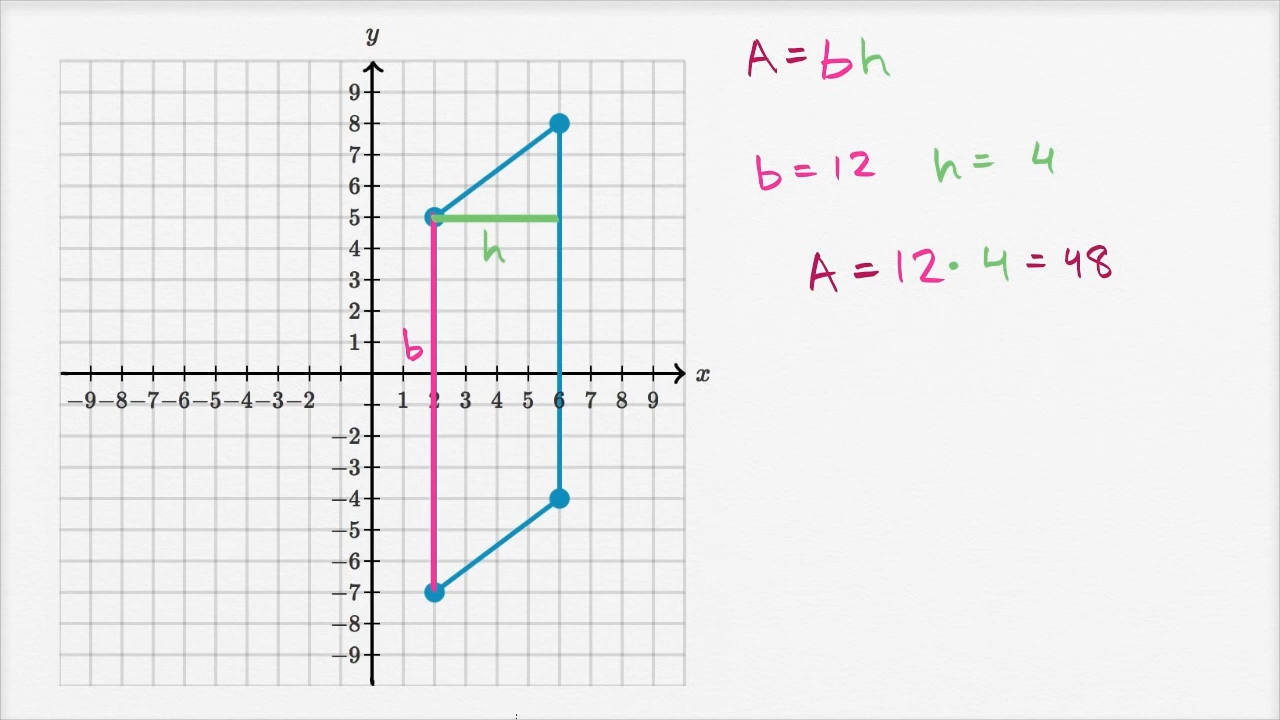 y
A = bh
9
8
7
6
b = 12 h = 4
5
h
4
A = 12 · 4 = 48
3
2
1
b
x
−9 −8 −7 −6 −5 −4 −3 −2 1 2 3 4 5 6 7 8 9
−2
−3
−4
−5
−6
−7
−8
−9